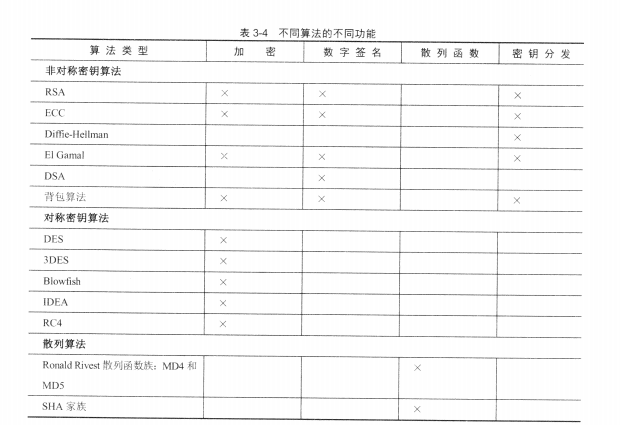 表 3-4 不同算法的不同功能
算法类型 加密 数字签名 散列函数 密钥分发
非对称密钥算法
RSA × × ×
ECC × × ×
Diffie-Hellman ×
El Gamal × × ×
DSA ×
背包算法 × × ×
对称密钥算法
DES ×
3DES ×
Blowfish ×
IDEA ×
RC4 ×
散列算法
Ronald Rivest 散列函数族：MD4 和 ×
MD5
SHA 家族 ×